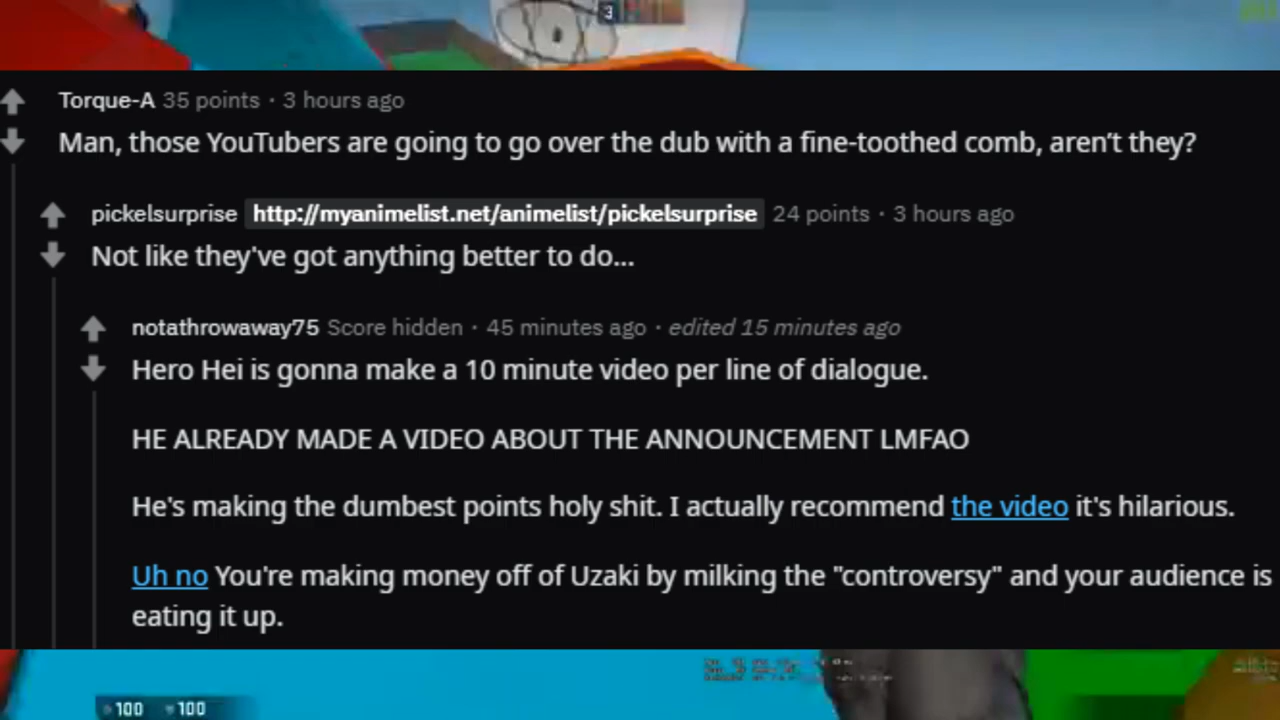 3
Torque-A 35 points · 3 hours ago
Man, those YouTubers are going to go over the dub with a fine-toothed comb, aren't they?
pickelsurprise http://myanimelist.net/animelist/pickelsurprise 24 points · 3 hours ago
Not like they've got anything better to do...
notathrowaway75 Score hidden · 45 minutes ago · edited 15 minutes ago
Hero Hei is gonna make a 10 minute video per line of dialogue.
HE ALREADY MADE A VIDEO ABOUT THE ANNOUNCEMENT LMFAO
He's making the dumbest points holy shit. I actually recommend the video it's hilarious.
Uh no You're making money off of Uzaki by milking the "controversy" and your audience is
eating it up.
100 100